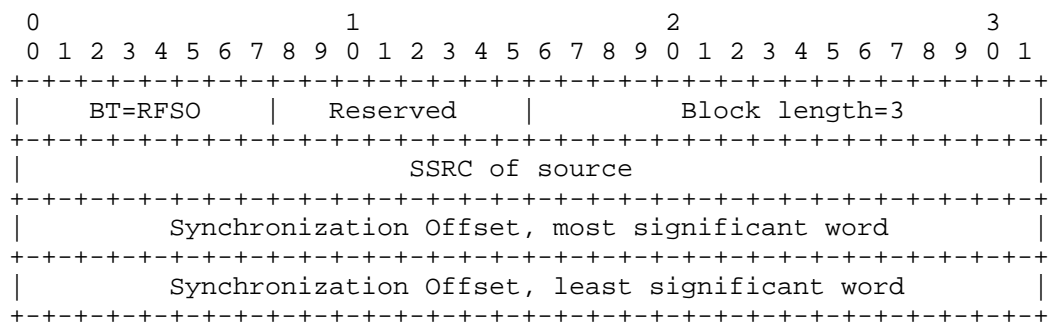 0                   1                   2                   3
 0 1 2 3 4 5 6 7 8 9 0 1 2 3 4 5 6 7 8 9 0 1 2 3 4 5 6 7 8 9 0 1
+-+-+-+-+-+-+-+-+-+-+-+-+-+-+-+-+-+-+-+-+-+-+-+-+-+-+-+-+-+-+-+-+
|    BT=RFSO    |   Reserved    |         Block length=3        |
+-+-+-+-+-+-+-+-+-+-+-+-+-+-+-+-+-+-+-+-+-+-+-+-+-+-+-+-+-+-+-+-+
|                        SSRC of source                         |
+-+-+-+-+-+-+-+-+-+-+-+-+-+-+-+-+-+-+-+-+-+-+-+-+-+-+-+-+-+-+-+-+
|         Synchronization Offset, most significant word         |
+-+-+-+-+-+-+-+-+-+-+-+-+-+-+-+-+-+-+-+-+-+-+-+-+-+-+-+-+-+-+-+-+
|         Synchronization Offset, least significant word        |
+-+-+-+-+-+-+-+-+-+-+-+-+-+-+-+-+-+-+-+-+-+-+-+-+-+-+-+-+-+-+-+-+